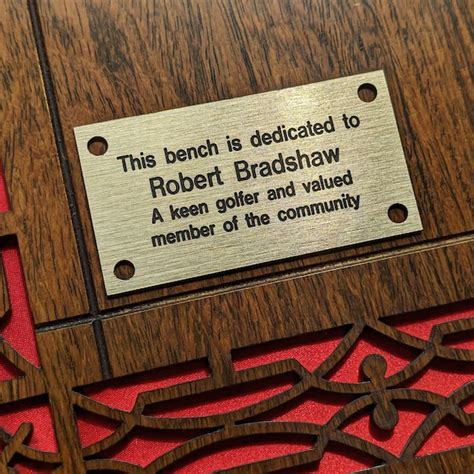 This bench is dedicated to
Robert Bradshaw
A keen golfer and valued
member of the community